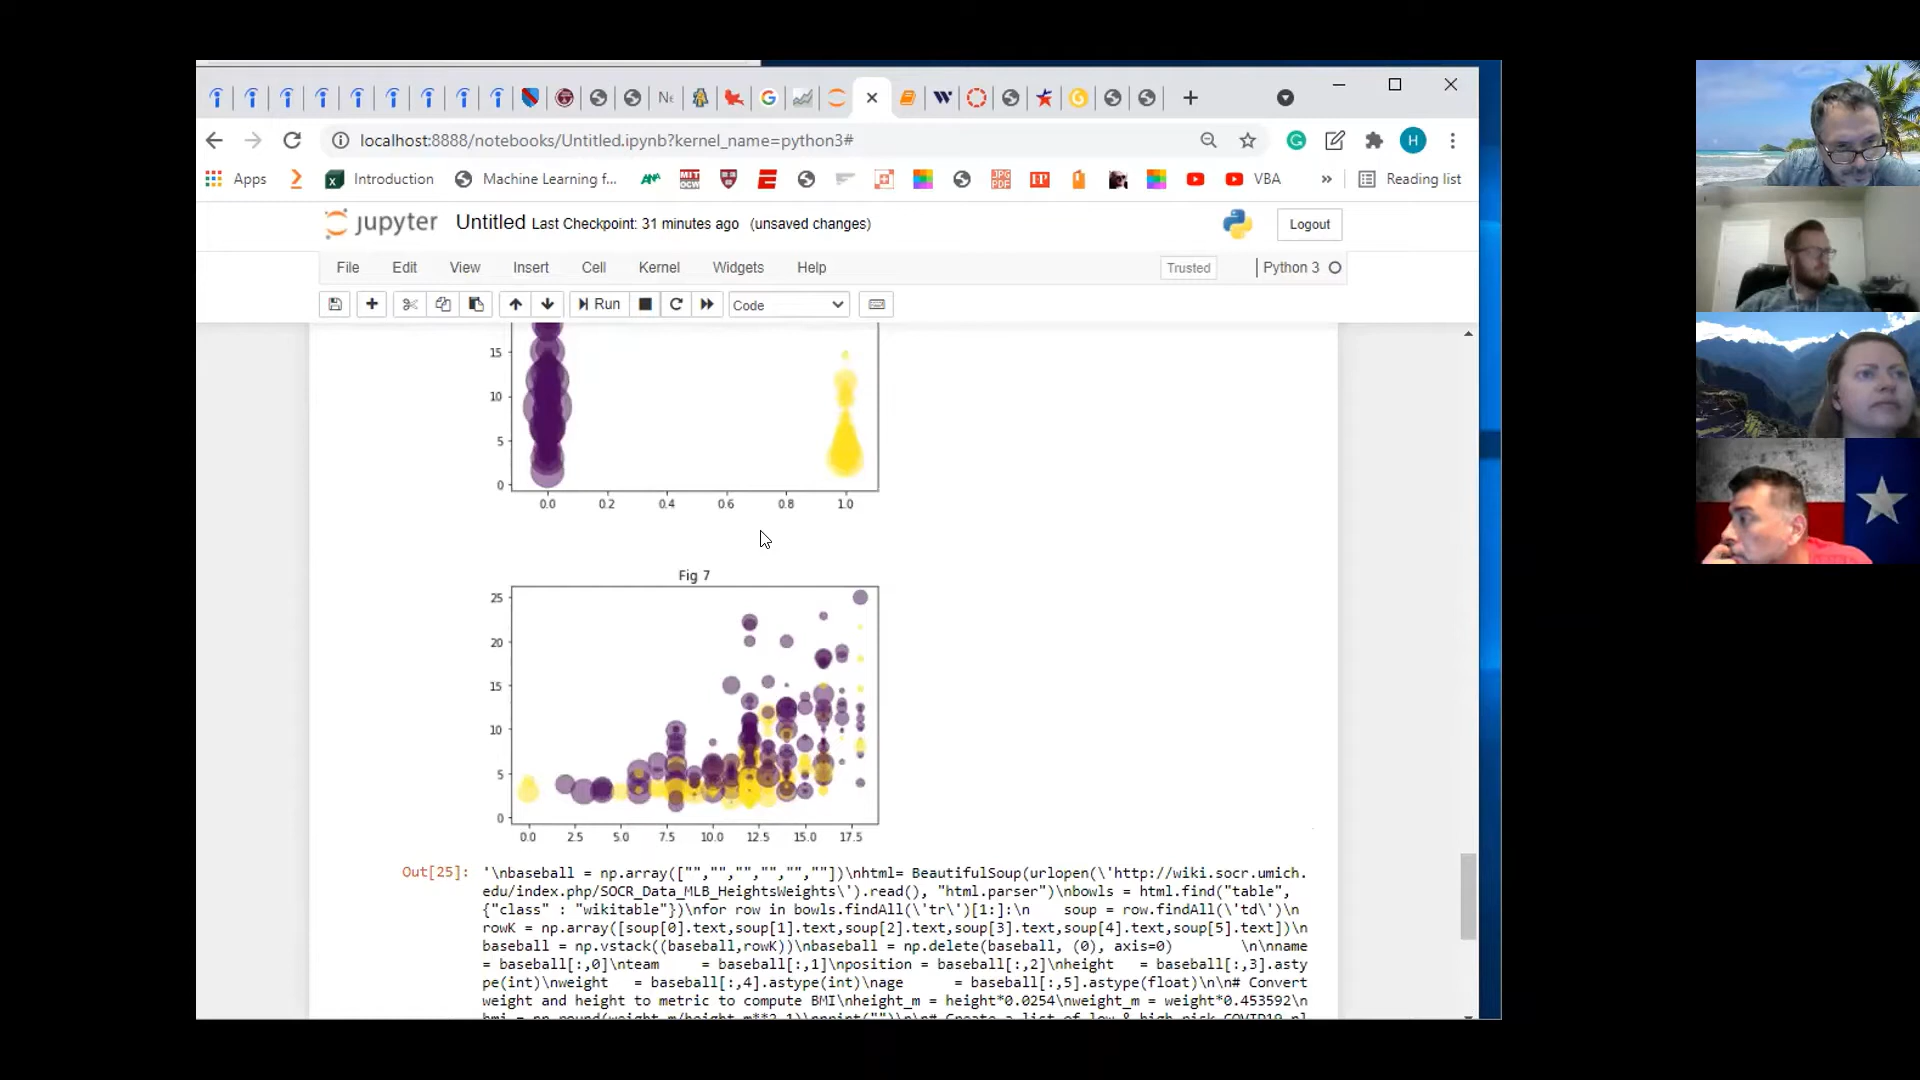 localhost:8888/notebooks/Untitled.ipynb?kernel_name=python3#
H
Apps Introduction Machine Learning f... VBA » Reading list
jupyter Untitled Last Checkpoint: 31 minutes ago (unsaved changes) Logout
File Edit View Insert Cell Kernel Widgets Help Trusted Python 3
Run Code
15
10
5
0
0.0 0.2 0.4 0.6 0.8 1.0
Fig 7
25
20
15
10
5
0
0.0 2.5 5.0 7.5 10.0 12.5 15.0 17.5
Out[25]: '\nbaseball = np.array(["","","","","",""])\nhtml= BeautifulSoup(urlopen(\'http://wiki.socr.umich.
edu/index.php/SOCR_Data_MLB_HeightsWeights\').read(), "html.parser")\nbowls = html.find("table",
{"class" : "wikitable"})\nfor row in bowls.findAll(\'tr\')[1:]:\n    soup = row.findAll(\'td\')\n
rowK = np.array([soup[0].text,soup[1].text,soup[2].text,soup[3].text,soup[4].text,soup[5].text])\n
baseball = np.vstack((baseball,rowK))\nbaseball = np.delete(baseball, (0), axis=0)       \n\nname
= baseball[:,0]\nteam     = baseball[:,1]\nposition = baseball[:,2]\nheight   = baseball[:,3].asty
pe(int)\nweight   = baseball[:,4].astype(int)\nage      = baseball[:,5].astype(float)\n\n# Convert
weight and height to metric to compute BMI\nheight_m = height*0.0254\nweight_m = weight*0.453592\n